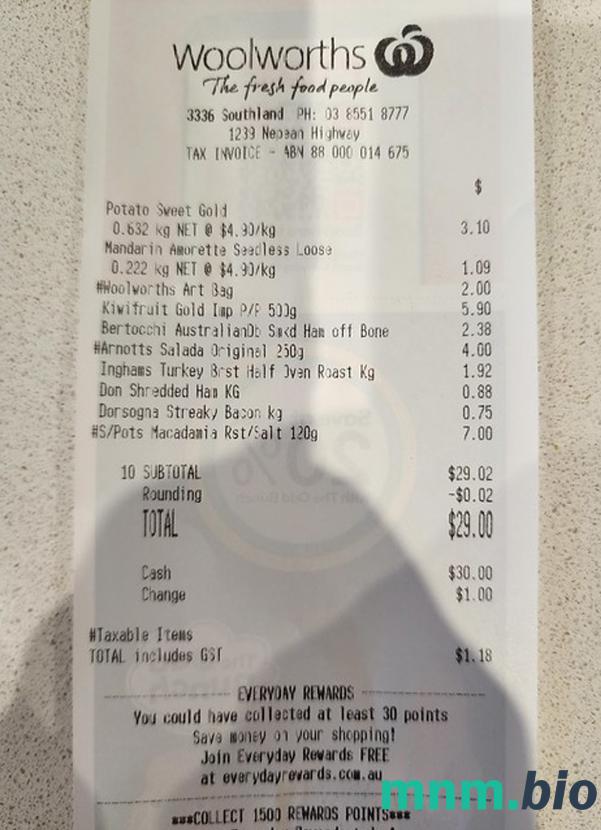 Woolworths
The fresh food people
3336 Southland PH: 03 8551 8777
1239 Nepean Highway
TAX INVOICE - ABN 88 000 014 675
$
Potato Sweet Gold
0.632 kg NET @ $4.90/kg 3.10
Mandarin Amorette Seedless Loose
0.222 kg NET @ $4.90/kg 1.09
#Woolworths Art Bag 2.00
Kiwifruit Gold Imp P/P 500g 5.90
Bertocchi AustralianDb Smkd Ham off Bone 2.38
#Arnotts Salada Original 250g 4.00
Inghams Turkey Brst Half Oven Roast Kg 1.92
Don Shredded Ham KG 0.88
Dorsogna Streaky Bacon kg 0.75
#S/Pots Macadamia Rst/Salt 120g 7.00
10 SUBTOTAL $29.02
Rounding -$0.02
TOTAL $29.00
Cash $30.00
Change $1.00
#Taxable Items
TOTAL includes GST $1.18
EVERYDAY REWARDS
You could have collected at least 30 points
Save money on your shopping!
Join Everyday Rewards FREE
at everydayrewards.com.au
***COLLECT 1500 REWARDS POINTS***
mnm.bio